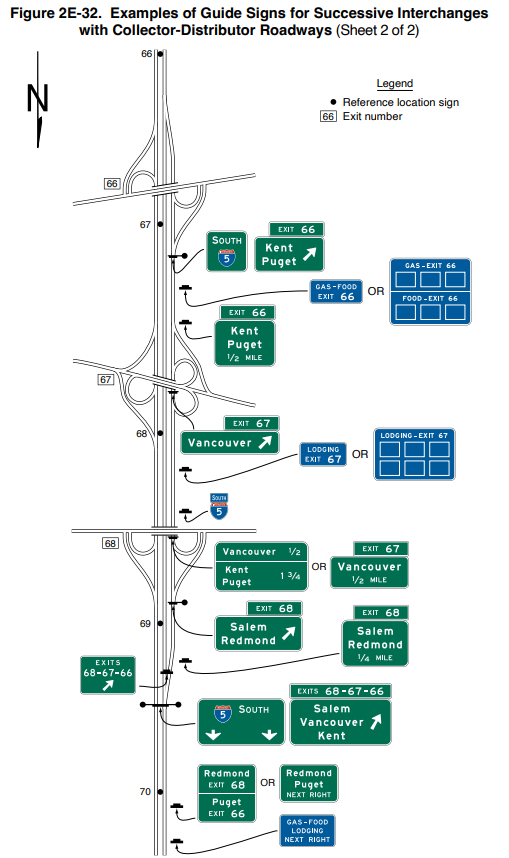 Figure 2E-32. Examples of Guide Signs for Successive Interchanges
with Collector-Distributor Roadways (Sheet 2 of 2)
66
N
Legend
Reference location sign
66 Exit number
66
67
SOUTH
INTERSTATE
5
EXIT 66
Kent
Puget
GAS-FOOD
EXIT 66
OR
GAS-EXIT 66
FOOD-EXIT 66
EXIT 66
Kent
Puget
1/2 MILE
67
68
EXIT 67
Vancouver
LODGING
EXIT 67
OR
LODGING-EXIT 67
SOUTH
5
68
Vancouver 1/2
Kent
Puget 1 3/4
OR
EXIT 67
Vancouver
1/2 MILE
69
EXIT 68
Salem
Redmond
EXIT 68
Salem
Redmond
1/4 MILE
EXITS
68-67-66
INTERSTATE
5
SOUTH
EXITS 68-67-66
Salem
Vancouver
Kent
70
Redmond
EXIT 68
Puget
EXIT 66
OR
Redmond
Puget
NEXT RIGHT
GAS-FOOD
LODGING
NEXT RIGHT